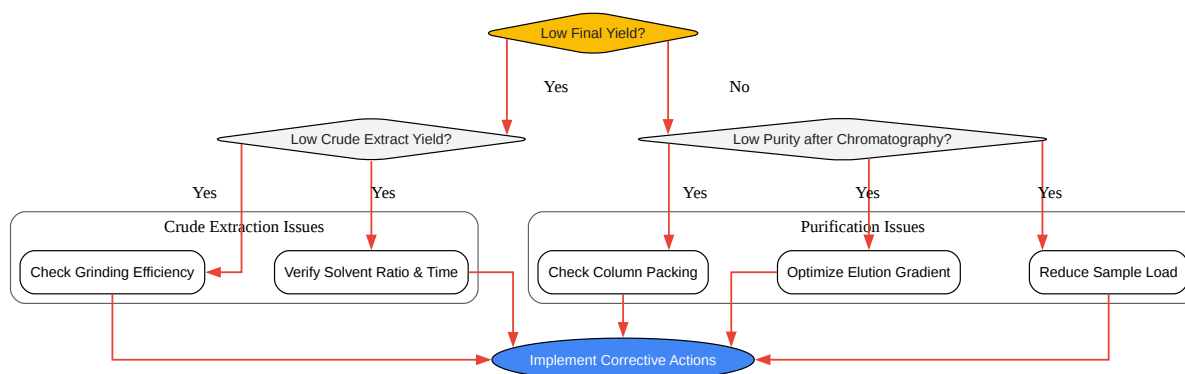 Low Final Yield?
Yes
No
Low Crude Extract Yield?
Low Purity after Chromatography?
Yes
Yes
Yes
Yes
Yes
Crude Extraction Issues
Purification Issues
Check Grinding Efficiency
Verify Solvent Ratio & Time
Check Column Packing
Optimize Elution Gradient
Reduce Sample Load
Implement Corrective Actions